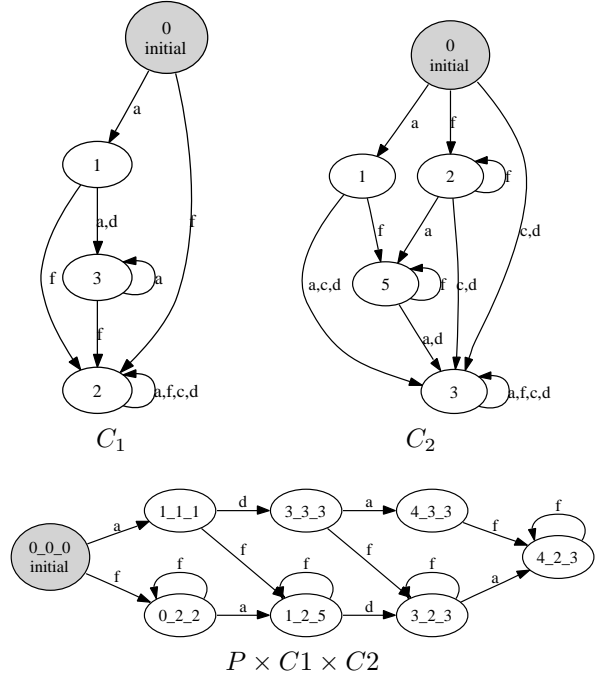 0
initial
a
f
1
f
a,d
3
a
f
2
a,f,c,d
C1
0
initial
a
f
c,d
1
2
f
f
a
a,c,d
5
f
c,d
a,d
3
a,f,c,d
C2
0_0_0
initial
a
f
1_1_1
d
3_3_3
a
4_3_3
f
f
f
f
4_2_3
f
0_2_2
a
f
1_2_5
d
f
3_2_3
a
P × C1 × C2